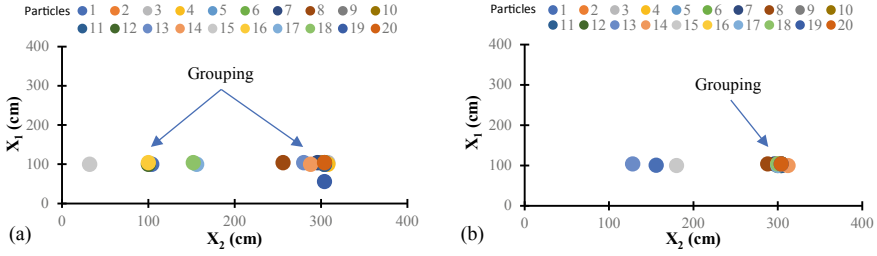 Particles 1 2 3 4 5 6 7 8 9 10
11 12 13 14 15 16 17 18 19 20
400
300
200
100
0
X1 (cm)
Grouping
0 100 200 300 400
X2 (cm)
(a)
Particles 1 2 3 4 5 6 7 8 9 10
11 12 13 14 15 16 17 18 19 20
400
300
200
100
0
X1 (cm)
Grouping
0 100 200 300 400
X2 (cm)
(b)